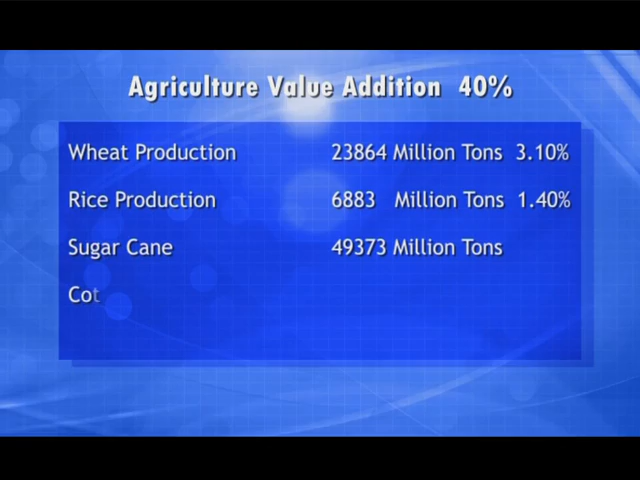 Agriculture Value Addition 40%
Wheat Production 23864 Million Tons 3.10%
Rice Production 6883 Million Tons 1.40%
Sugar Cane 49373 Million Tons
Cot